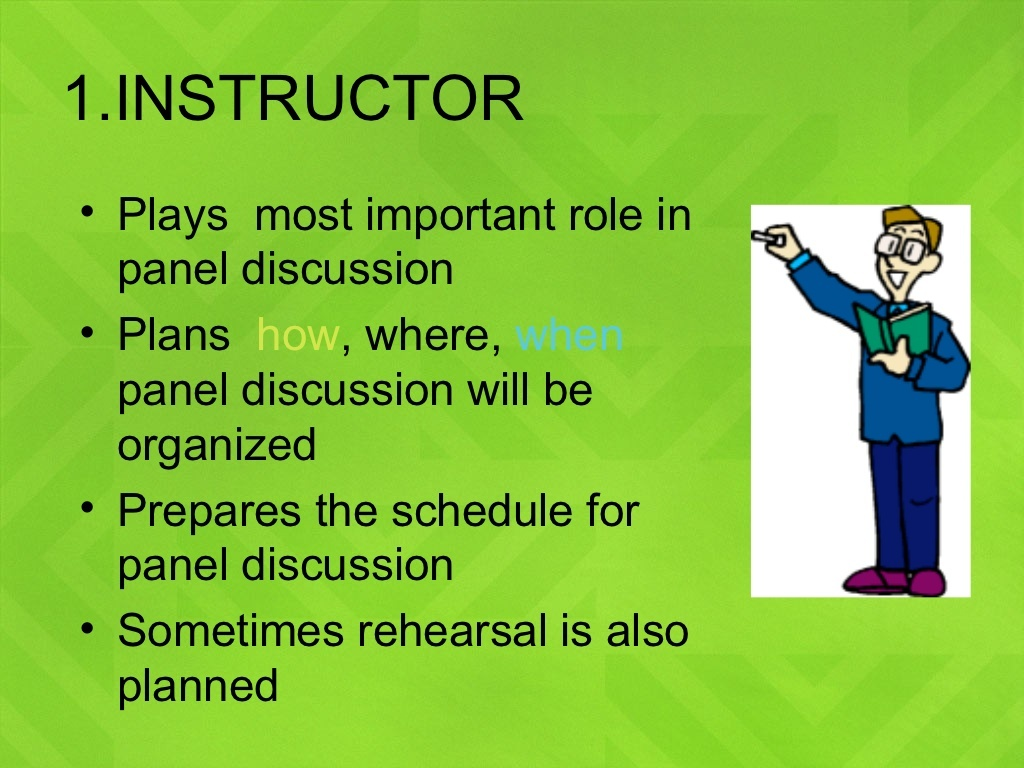 1.INSTRUCTOR
• Plays  most important role in
panel discussion
• Plans  how, where, when
panel discussion will be
organized
• Prepares the schedule for
panel discussion
• Sometimes rehearsal is also
planned